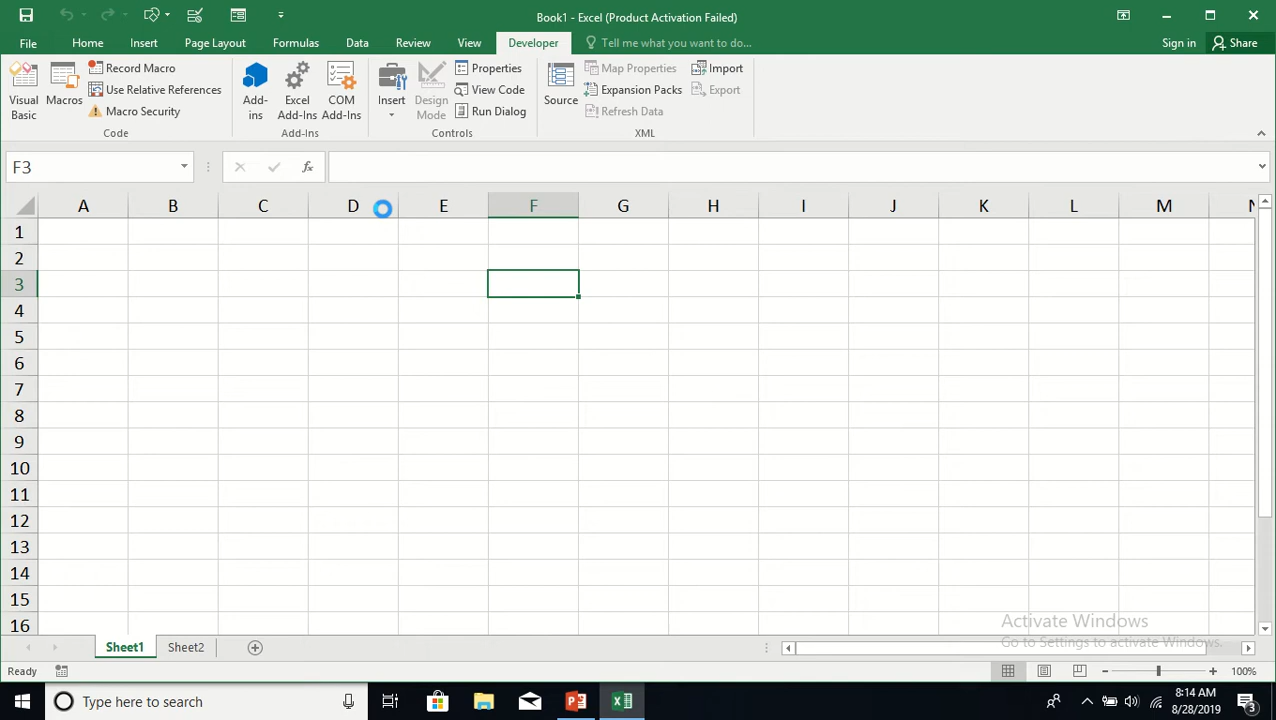 Book1 - Excel (Product Activation Failed)
File Home Insert Page Layout Formulas Data Review View Developer Tell me what you want to do... Sign in Share
Visual Basic
Macros
Record Macro
Use Relative References
Macro Security
Code
Add-ins
Excel Add-Ins
COM Add-Ins
Add-Ins
Insert
Design Mode
Properties
View Code
Run Dialog
Controls
Source
Map Properties
Expansion Packs
Refresh Data
Import
Export
XML
F3 fx
A B C D E F G H I J K L M N
1
2
3
4
5
6
7
8
9
10
11
12
13
14
15
16
Activate Windows
Go to Settings to activate Windows.
Sheet1 Sheet2
Ready 100%
Type here to search
8:14 AM
8/28/2019
3